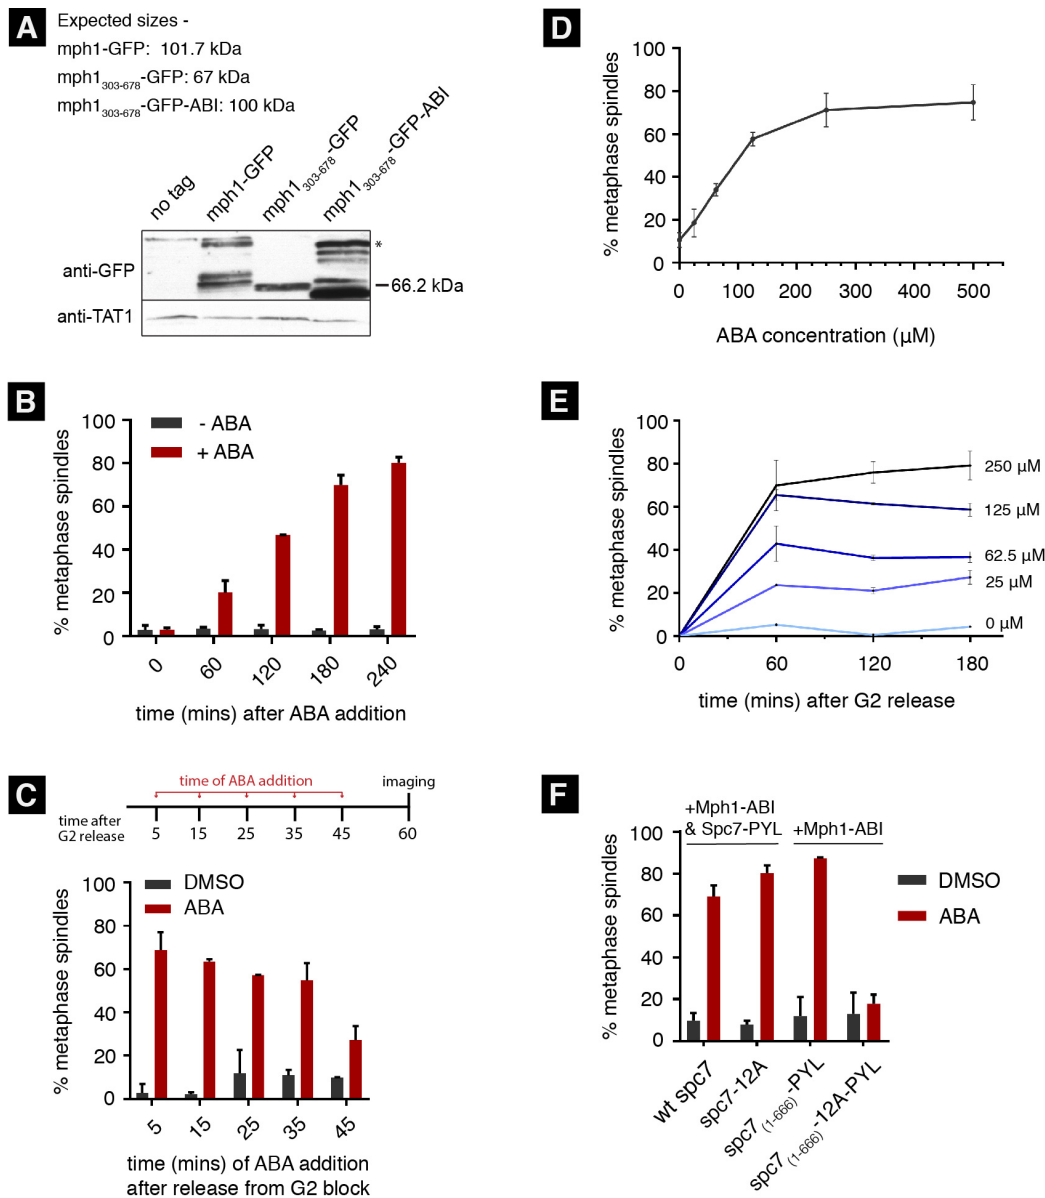 A
Expected sizes -
mph1-GFP: 101.7 kDa
mph1303-678-GFP: 67 kDa
mph1303-678-GFP-ABI: 100 kDa
no tag
mph1-GFP
mph1303-678-GFP
mph1303-678-GFP-ABI
anti-GFP
*
66.2 kDa
anti-TAT1
B
- ABA
+ ABA
% metaphase spindles
100
80
60
40
20
0
0
60
120
180
240
time (mins) after ABA addition
C
time of ABA addition
imaging
time after
G2 release
5
15
25
35
45
60
DMSO
ABA
% metaphase spindles
100
80
60
40
20
0
5
15
25
35
45
time (mins) of ABA addition
after release from G2 block
D
% metaphase spindles
100
80
60
40
20
0
0
100
200
300
400
500
ABA concentration (µM)
E
% metaphase spindles
100
80
60
40
20
0
250 µM
125 µM
62.5 µM
25 µM
0 µM
0
60
120
180
time (mins) after G2 release
F
+Mph1-ABI
& Spc7-PYL
+Mph1-ABI
% metaphase spindles
100
80
60
40
20
0
DMSO
ABA
wt spc7
spc7-12A
spc7(1-666)-PYL
spc7(1-666)-12A-PYL